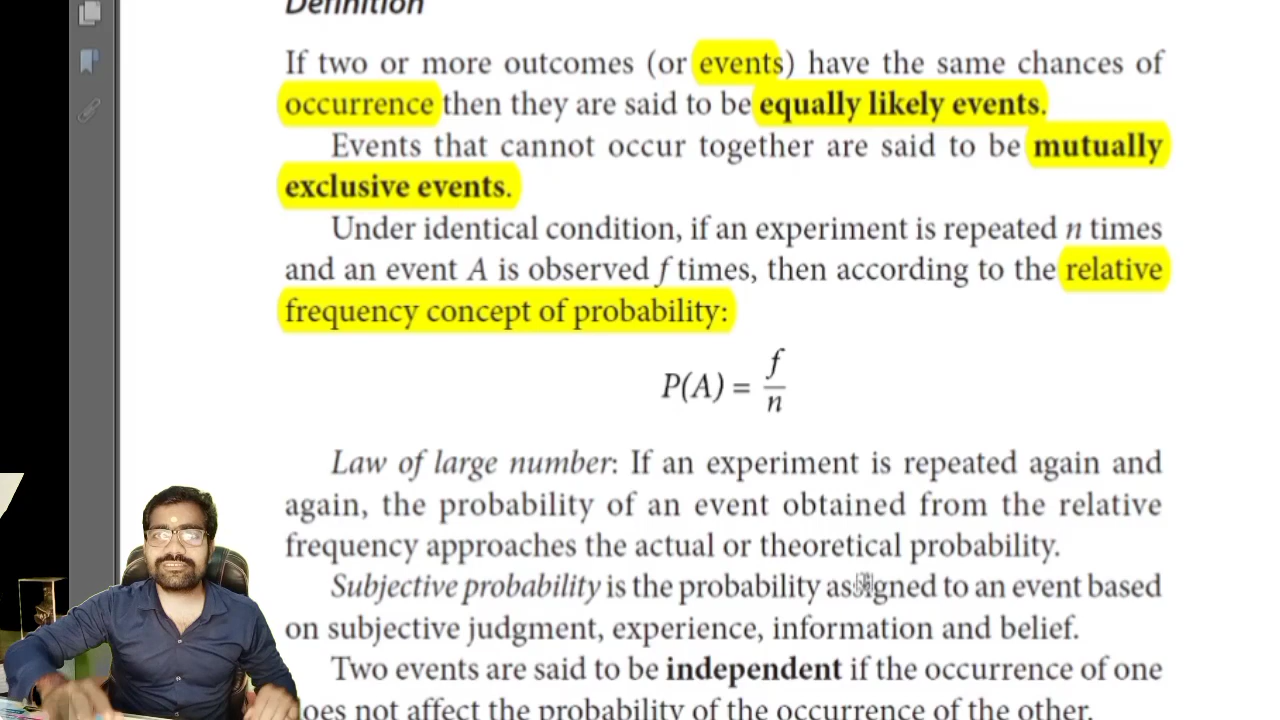 Definition
If two or more outcomes (or events) have the same chances of
occurrence then they are said to be equally likely events.
Events that cannot occur together are said to be mutually
exclusive events.
Under identical condition, if an experiment is repeated n times
and an event A is observed f times, then according to the relative
frequency concept of probability:
P(A) = f/n
Law of large number: If an experiment is repeated again and
again, the probability of an event obtained from the relative
frequency approaches the actual or theoretical probability.
Subjective probability is the probability assigned to an event based
on subjective judgment, experience, information and belief.
Two events are said to be independent if the occurrence of one
does not affect the probability of the occurrence of the other.